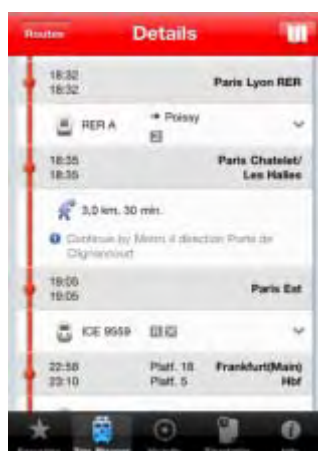 Routes Details
18:32
18:32 Paris Lyon RER
RER A → Poissy
18:35 Paris Chatelet/
18:35 Les Halles
3,0 km, 30 min.
Continue by Metro 4 direction Porte de
Clignancourt
19:05
19:05 Paris Est
ICE 9559
22:58 Platt. 18 Frankfurt(Main)
23:10 Platt. 5 Hbf